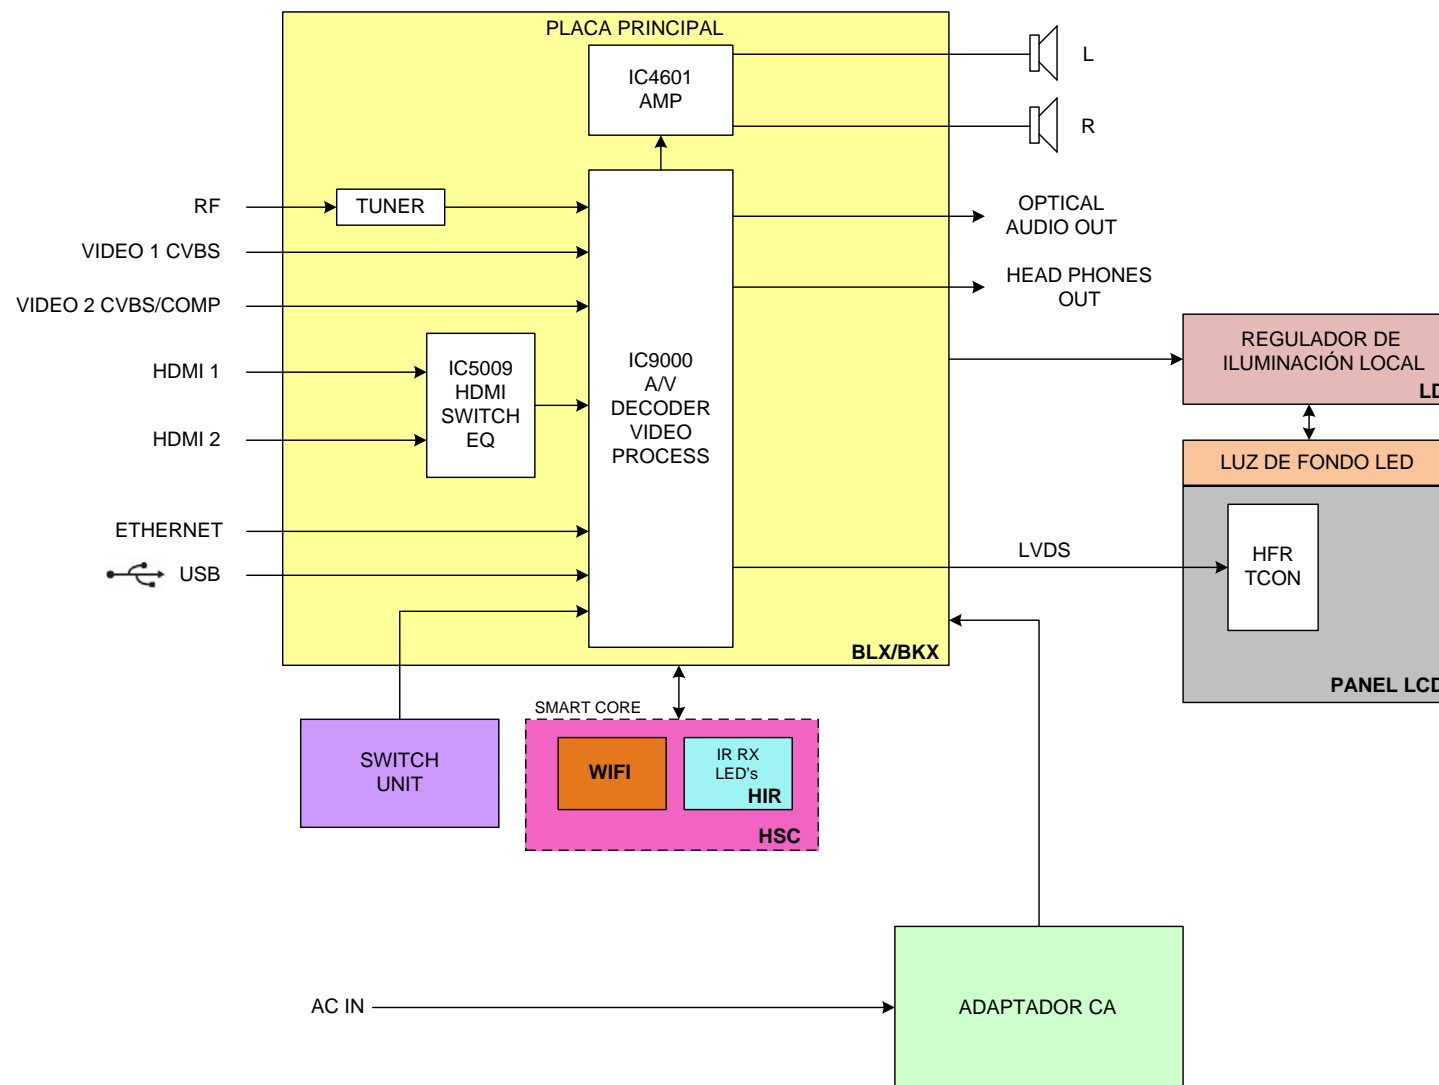 PLACA PRINCIPAL
IC4601
AMP
L
R
RF
TUNER
OPTICAL
AUDIO OUT
VIDEO 1 CVBS
HEAD PHONES
OUT
VIDEO 2 CVBS/COMP
HDMI 1
IC5009
HDMI
SWITCH
EQ
HDMI 2
IC9000
A/V
DECODER
VIDEO
PROCESS
REGULADOR DE
ILUMINACIÓN LOCAL
LD
LUZ DE FONDO LED
ETHERNET
USB
LVDS
HFR
TCON
BLX/BKX
PANEL LCD
SMART CORE
SWITCH
UNIT
WIFI
IR RX
LED's
HIR
HSC
AC IN
ADAPTADOR CA